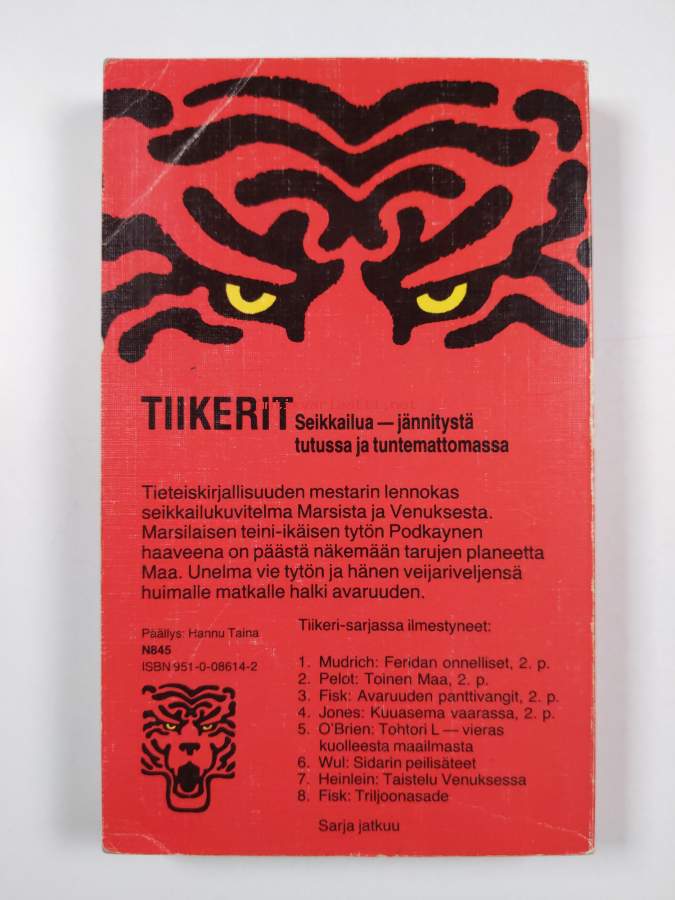 TIIKERIT Seikkailua — jännitystä
tutussa ja tuntemattomassa
Tieteiskirjallisuuden mestarin lennokas
seikkailukuvitelma Marsista ja Venuksesta.
Marsilaisen teini-ikäisen tytön Podkaynen
haaveena on päästä näkemään tarujen planeetta
Maa. Unelma vie tytön ja hänen veijariveljensä
huimalle matkalle halki avaruuden.
Päällys: Hannu Taina
N845
ISBN 951-0-08614-2
Tiikeri-sarjassa ilmestyneet:
1. Mudrich: Feridan onnelliset, 2. p.
2. Pelot: Toinen Maa, 2. p.
3. Fisk: Avaruuden panttivangit, 2. p.
4. Jones: Kuuasema vaarassa, 2. p.
5. O'Brien: Tohtori L — vieras
kuolleesta maailmasta
6. Wul: Sidarin peilisäteet
7. Heinlein: Taistelu Venuksessa
8. Fisk: Triljoonasade
Sarja jatkuu